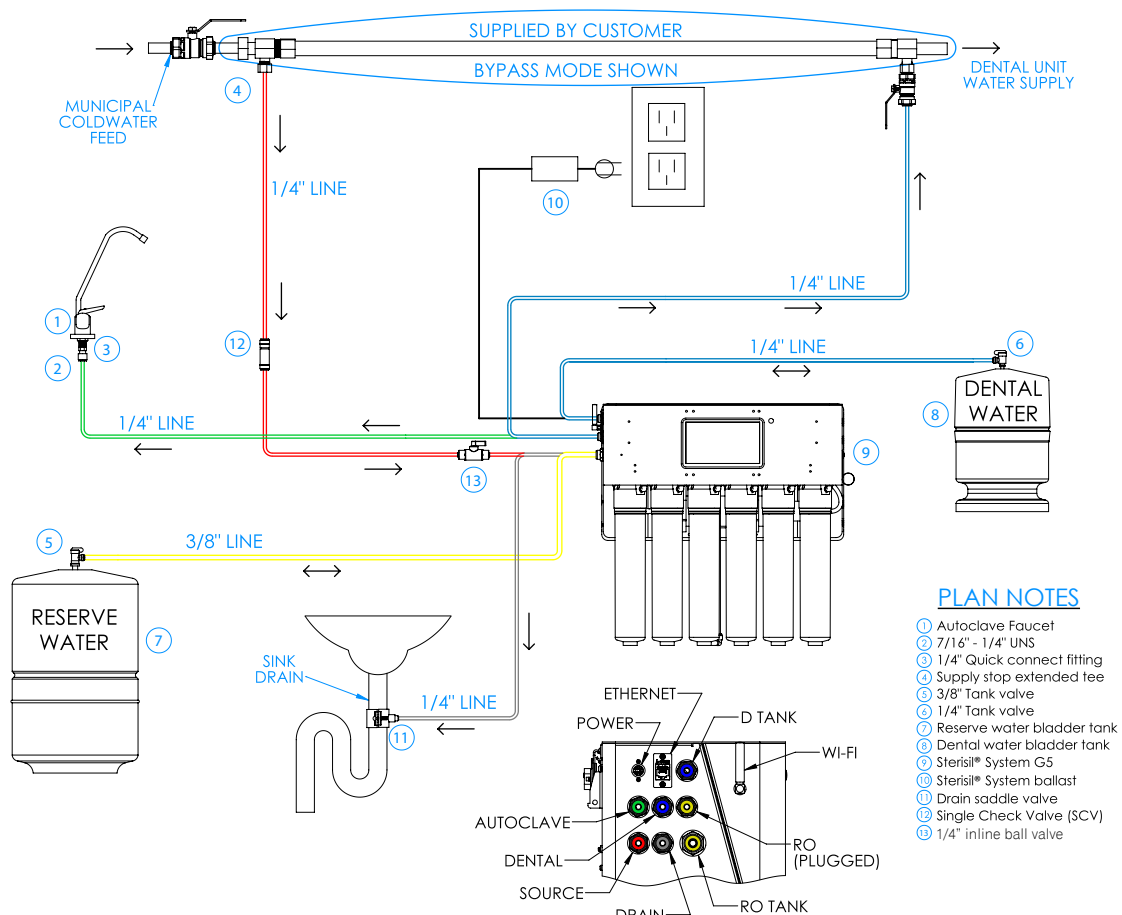 SUPPLIED BY CUSTOMER
BYPASS MODE SHOWN
DENTAL UNIT
WATER SUPPLY
4
MUNICIPAL
COLDWATER
FEED
1/4" LINE
10
1/4" LINE
1
3
2
12
1/4" LINE
6
DENTAL
WATER
8
1/4" LINE
9
13
5
3/8" LINE
RESERVE
WATER
7
SINK
DRAIN
1/4" LINE
11
PLAN NOTES
1 Autoclave Faucet
2 7/16" - 1/4" UNS
3 1/4" Quick connect fitting
4 Supply stop extended tee
5 3/8" Tank valve
6 1/4" Tank valve
7 Reserve water bladder tank
8 Dental water bladder tank
9 Sterisil® System G5
10 Sterisil® System ballast
11 Drain saddle valve
12 Single Check Valve (SCV)
13 1/4" inline ball valve
ETHERNET
POWER
D TANK
WI-FI
AUTOCLAVE
DENTAL
RO
(PLUGGED)
SOURCE
DRAIN
RO TANK